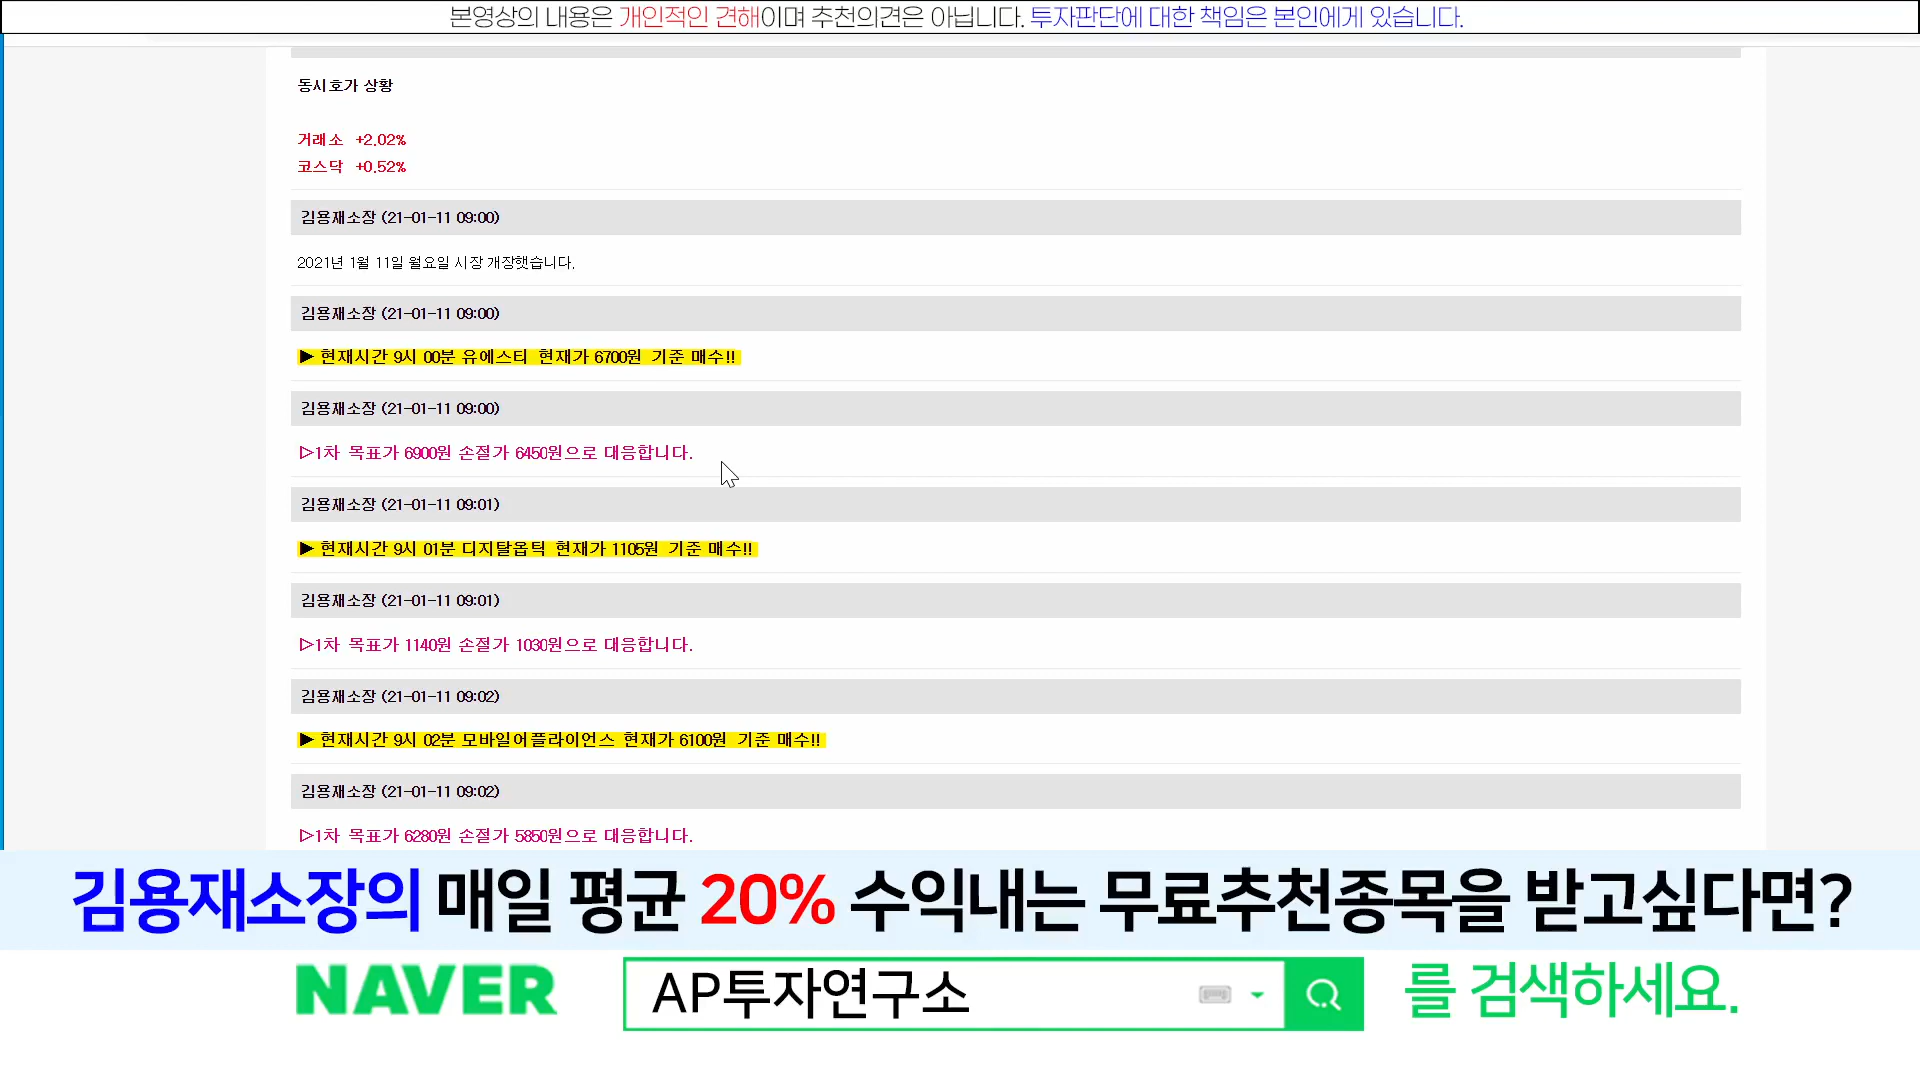 본영상의 내용은 개인적인 견해이며 추천의견은 아닙니다. 투자판단에 대한 책임은 본인에게 있습니다.
동시호가 상황
거래소 +2.02%
코스닥 +0.52%
김용재소장 (21-01-11 09:00)
2021년 1월 11일 월요일 시장 개장했습니다.
김용재소장 (21-01-11 09:00)
▶ 현재시간 9시 00분 유에스티 현재가 6700원 기준 매수!!
김용재소장 (21-01-11 09:00)
▷1차 목표가 6900원 손절가 6450원으로 대응합니다.
김용재소장 (21-01-11 09:01)
▶ 현재시간 9시 01분 디지탈옵틱 현재가 1105원 기준 매수!!
김용재소장 (21-01-11 09:01)
▷1차 목표가 1140원 손절가 1030원으로 대응합니다.
김용재소장 (21-01-11 09:02)
▶ 현재시간 9시 02분 모바일어플라이언스 현재가 6100원 기준 매수!!
김용재소장 (21-01-11 09:02)
▷1차 목표가 6280원 손절가 5850원으로 대응합니다.
김용재소장의 매일 평균 20% 수익내는 무료추천종목을 받고싶다면?
NAVER AP투자연구소 를 검색하세요.